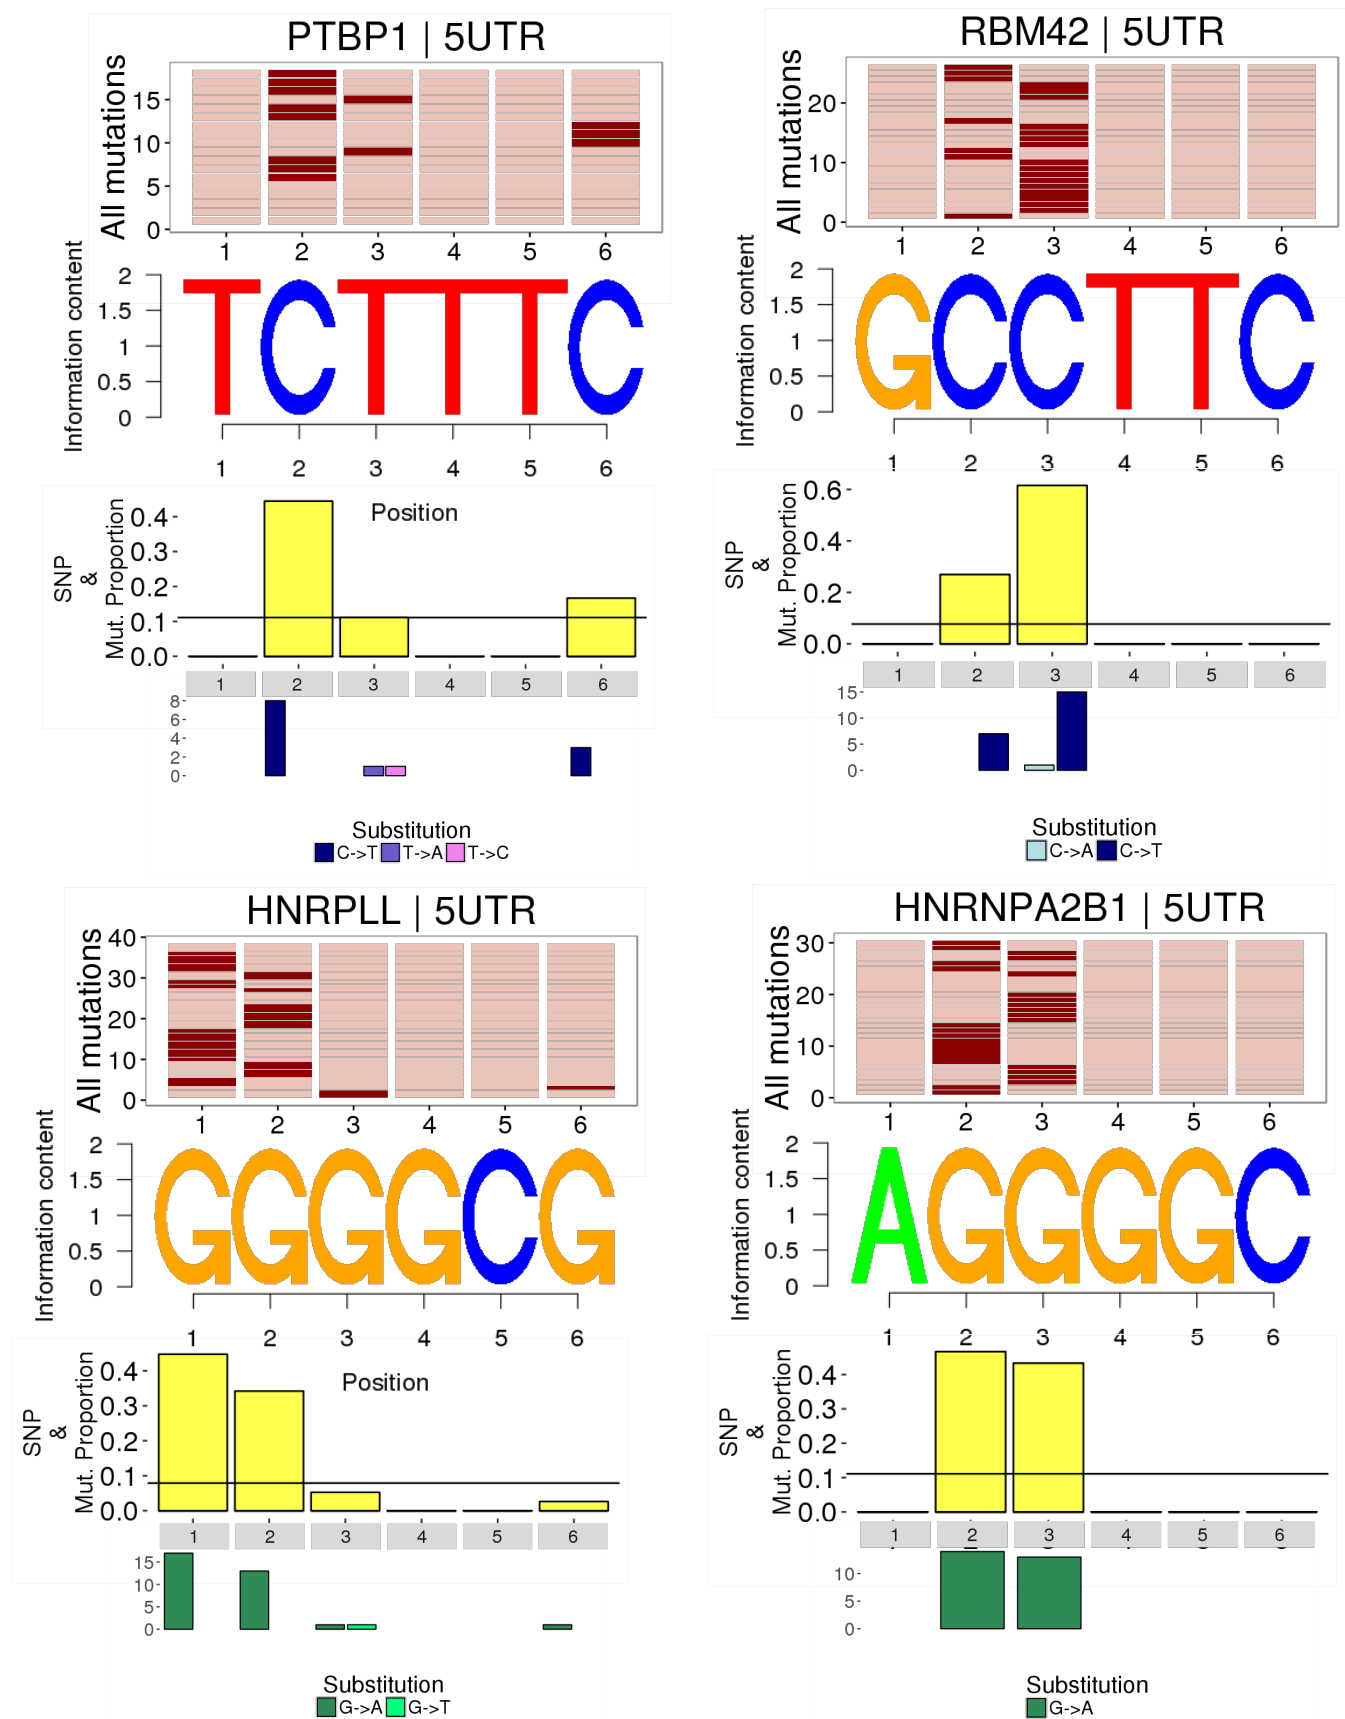 PTBP1 | 5UTR
All mutations
15
10
5
0
1 2 3 4 5 6
Information content
2
1.5
1
0.5
0
TCTTTC
1 2 3 4 5 6
Position
SNP
&
Mut. Proportion
0.4
0.3
0.2
0.1
0.0
1 2 3 4 5 6
8
6
4
2
0
Substitution
C->T T->A T->C
RBM42 | 5UTR
All mutations
20
10
0
1 2 3 4 5 6
Information content
2
1.5
1
0.5
0
GCCTTC
1 2 3 4 5 6
SNP
&
Mut. Proportion
0.6
0.4
0.2
0.0
1 2 3 4 5 6
15
10
5
0
Substitution
C->A C->T
HNRPLL | 5UTR
All mutations
40
30
20
10
0
1 2 3 4 5 6
Information content
2
1.5
1
0.5
0
GGGGCG
1 2 3 4 5 6
Position
SNP
&
Mut. Proportion
0.4
0.3
0.2
0.1
0.0
1 2 3 4 5 6
15
10
5
0
Substitution
G->A G->T
HNRNPA2B1 | 5UTR
All mutations
30
20
10
0
1 2 3 4 5 6
Information content
2
1.5
1
0.5
0
AGGGGC
1 2 3 4 5 6
SNP
&
Mut. Proportion
0.4
0.3
0.2
0.1
0.0
1 2 3 4 5 6
10
5
0
Substitution
G->A